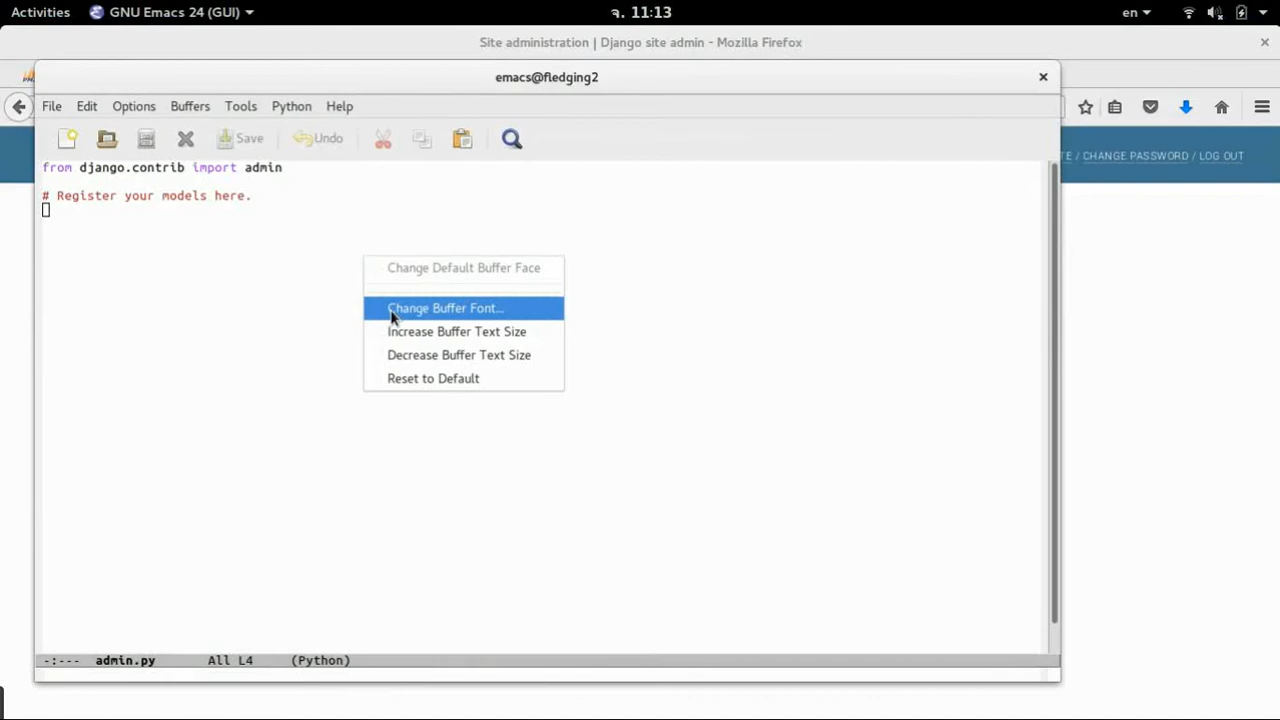 Activities GNU Emacs 24 (GUI) จ. 11:13 en
Site administration | Django site admin - Mozilla Firefox
emacs@fledging2
File Edit Options Buffers Tools Python Help
Save Undo
/ CHANGE PASSWORD / LOG OUT
from django.contrib import admin
# Register your models here.
Change Default Buffer Face
Change Buffer Font...
Increase Buffer Text Size
Decrease Buffer Text Size
Reset to Default
-:--- admin.py All L4 (Python)